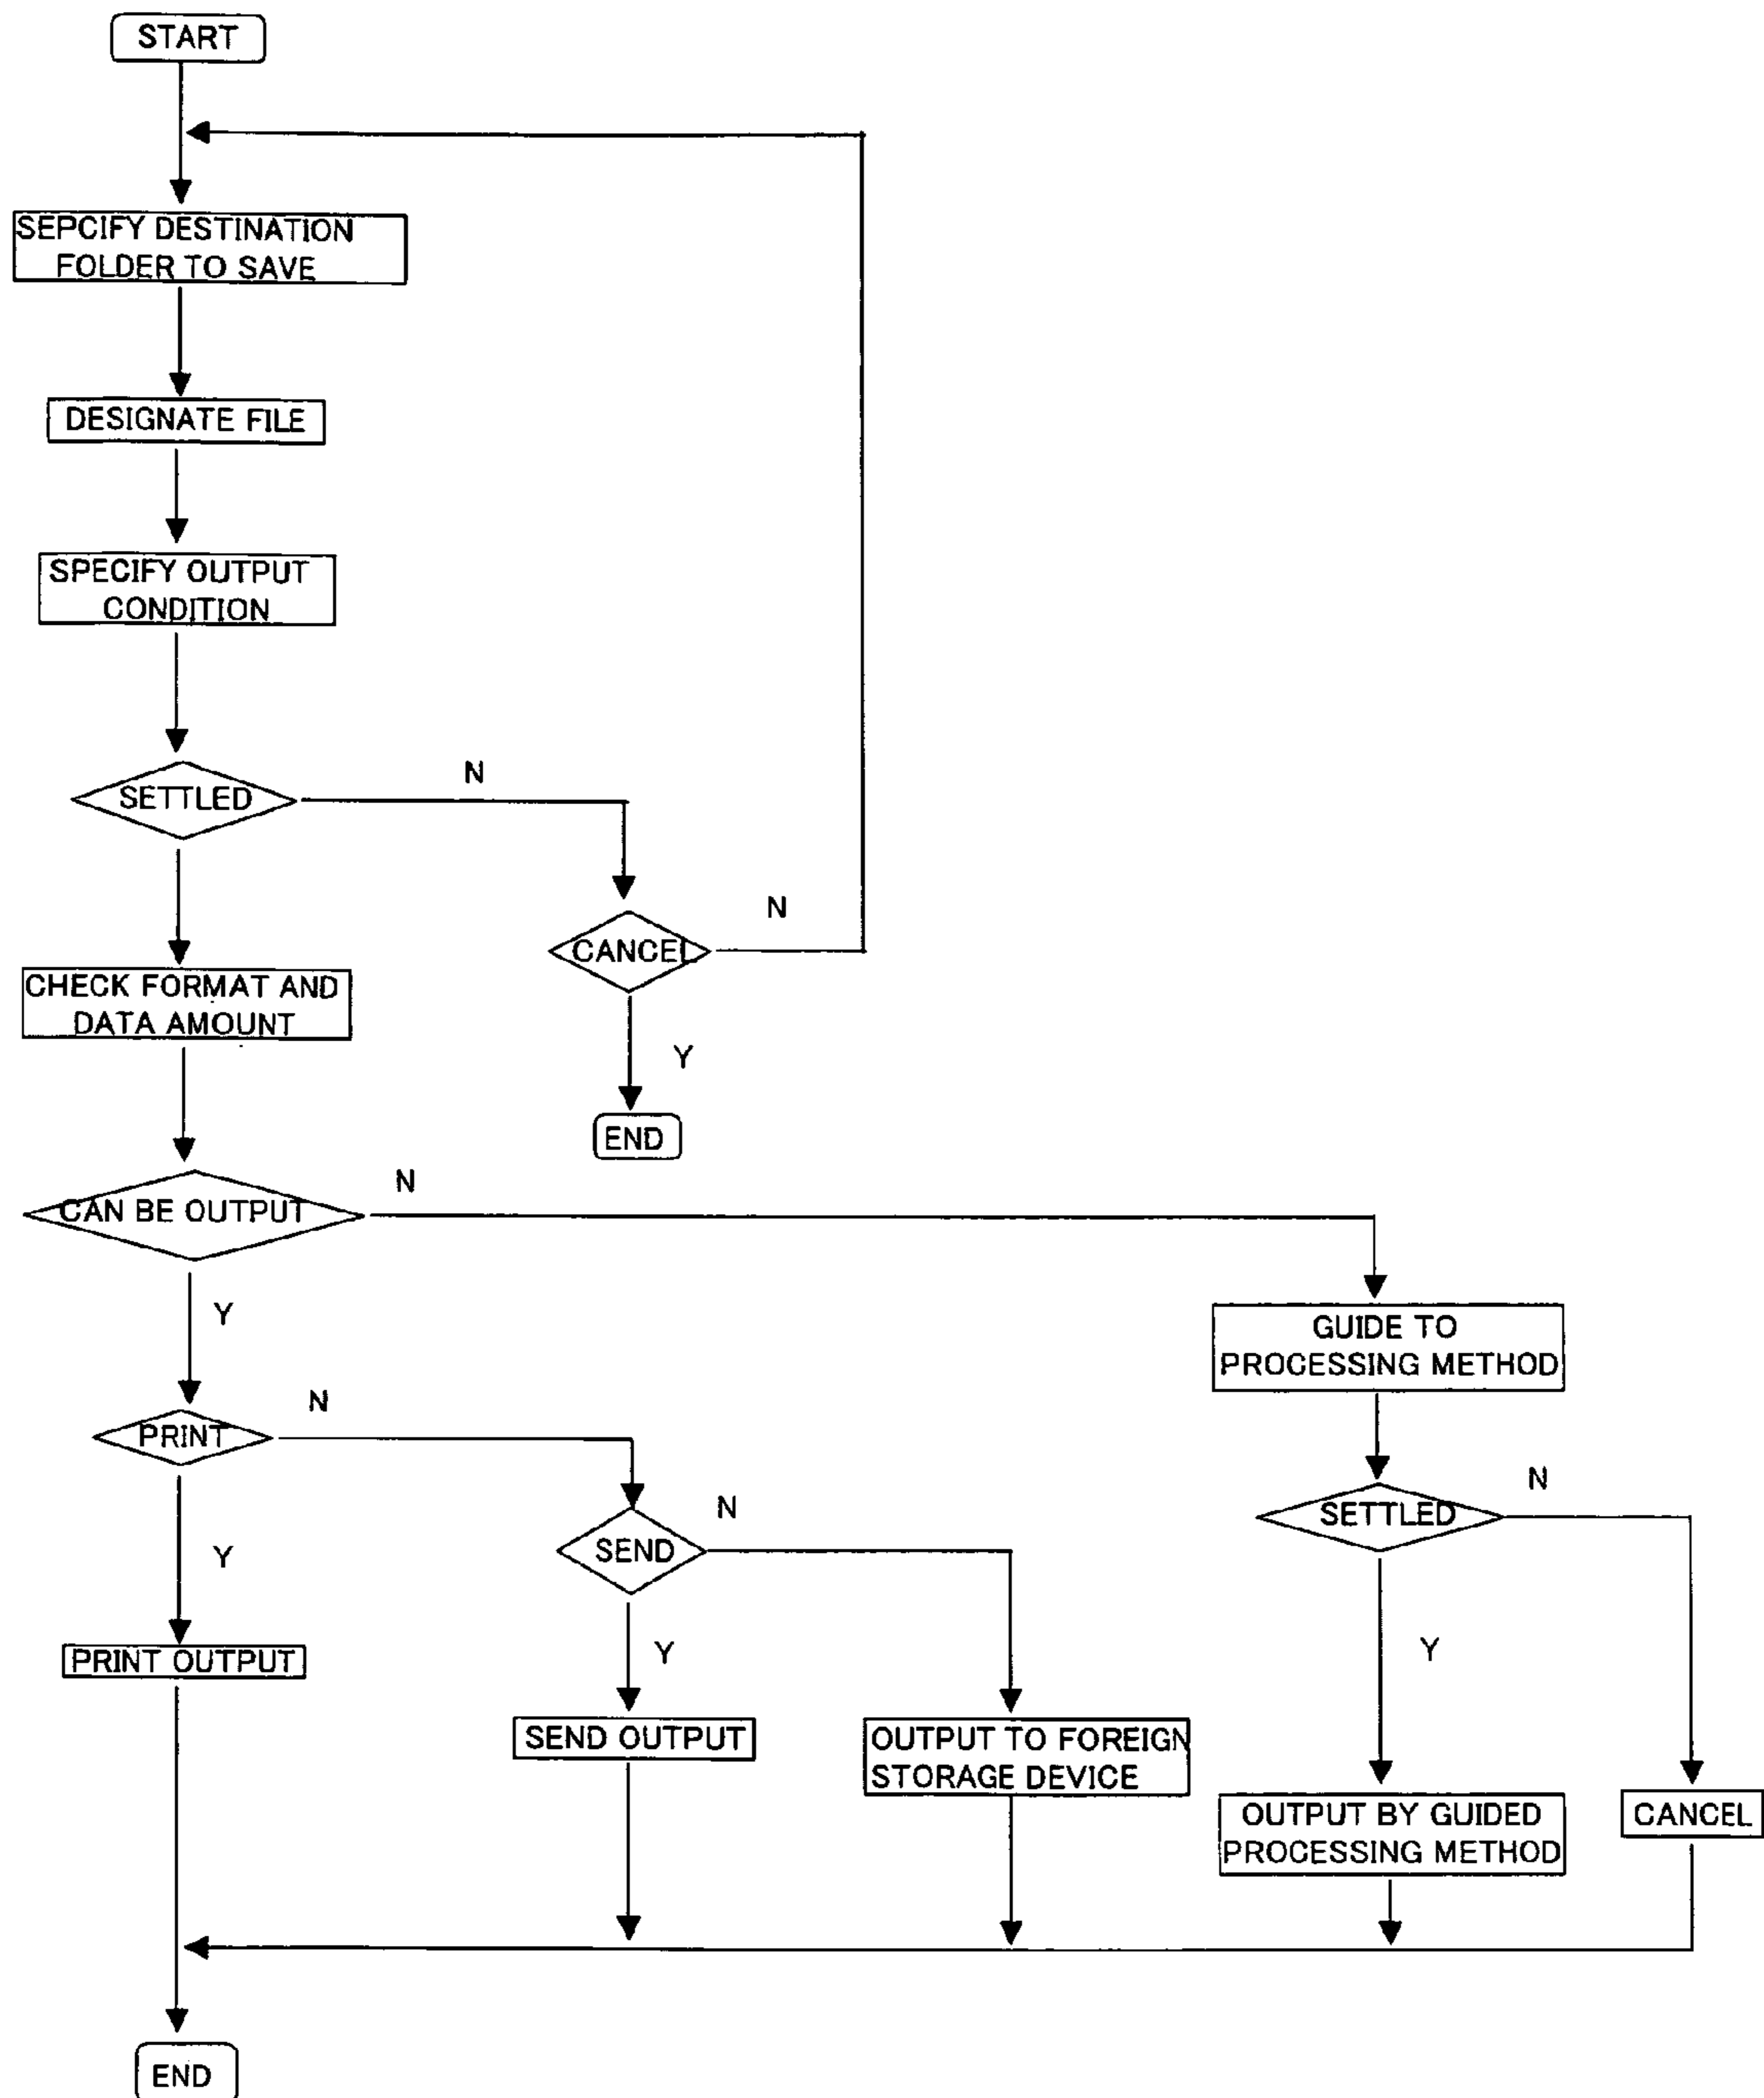 START
SEPCIFY DESTINATION
FOLDER TO SAVE
DESIGNATE FILE
SPECIFY OUTPUT
CONDITION
SETTLED
N
CANCEL
N
Y
END
CHECK FORMAT AND
DATA AMOUNT
CAN BE OUTPUT
N
Y
GUIDE TO
PROCESSING METHOD
PRINT
N
Y
SEND
N
Y
SETTLED
N
Y
PRINT OUTPUT
SEND OUTPUT
OUTPUT TO FOREIGN
STORAGE DEVICE
OUTPUT BY GUIDED
PROCESSING METHOD
CANCEL
END